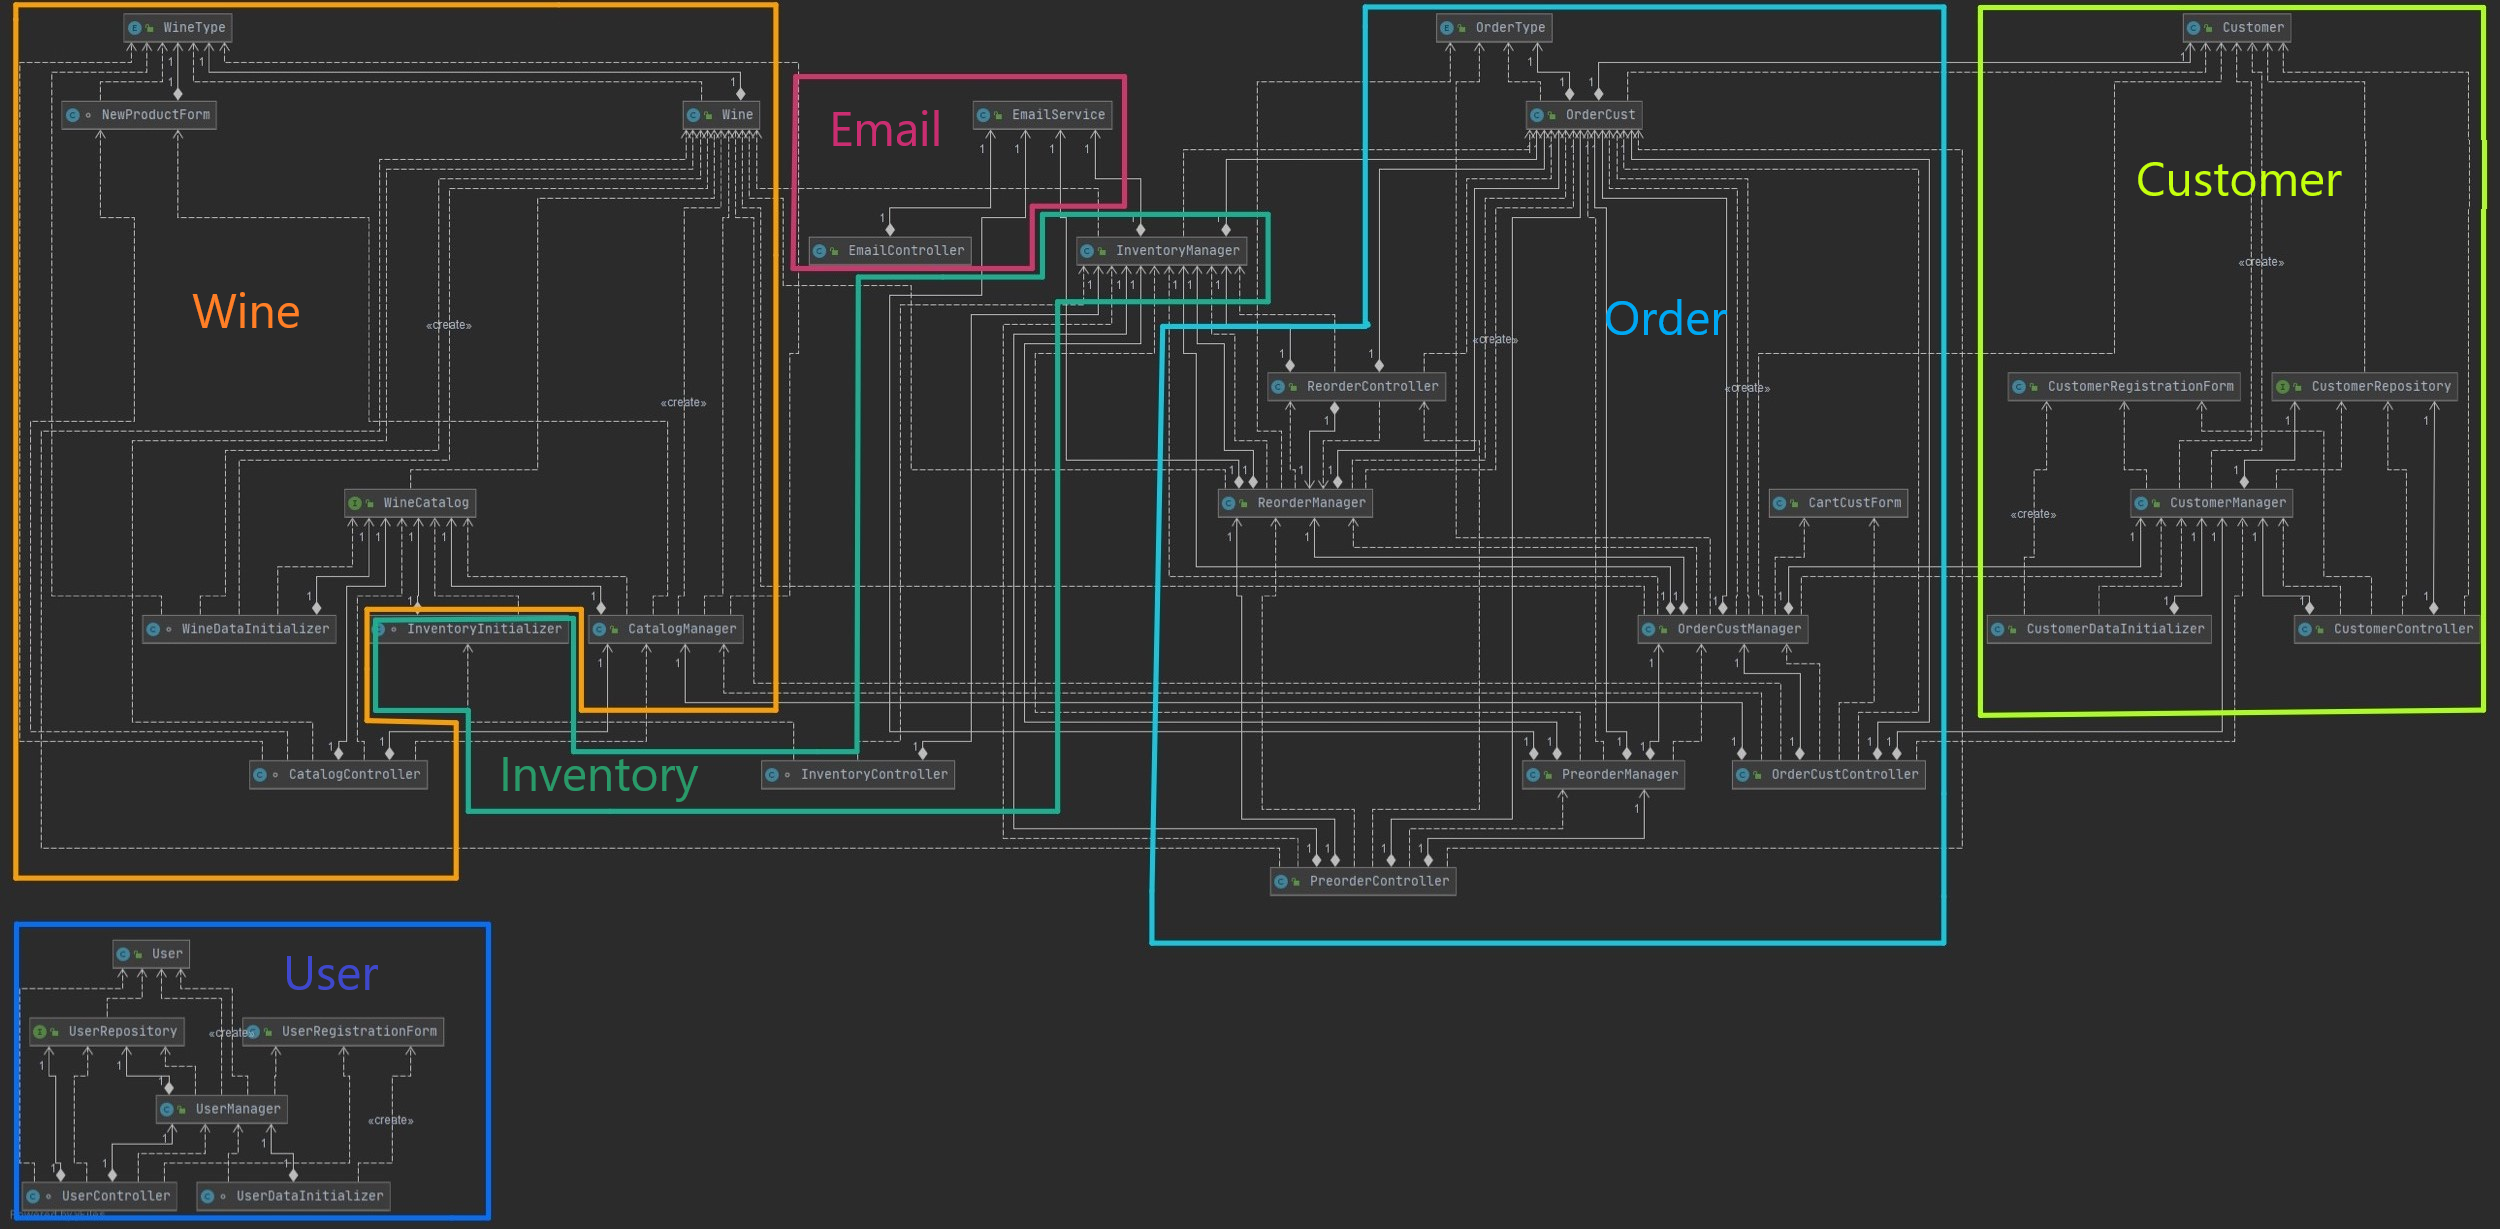 WineType
OrderType
Customer
NewProductForm
Wine
EmailService
OrderCust
Email
Customer
EmailController
InventoryManager
«create»
Wine
Order
«create»
«create»
ReorderController
CustomerRegistrationForm
CustomerRepository
«create»
«create»
WineCatalog
ReorderManager
CartCustForm
CustomerManager
«create»
WineDataInitializer
InventoryInitializer
CatalogManager
OrderCustManager
CustomerDataInitializer
CustomerController
CatalogController
Inventory
InventoryController
PreorderManager
OrderCustController
PreorderController
User
User
UserRepository
«create»
UserRegistrationForm
UserManager
«create»
UserController
UserDataInitializer